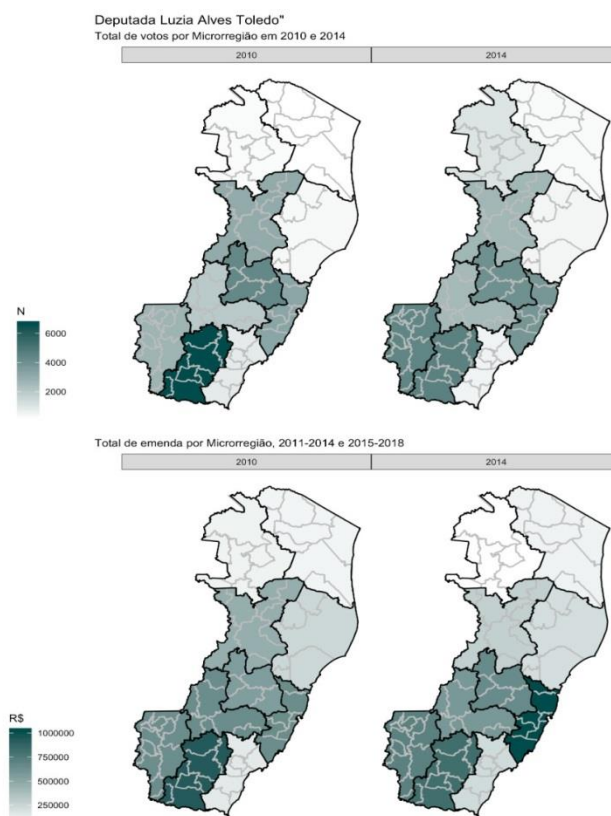 Deputada Luzia Alves Toledo"
Total de votos por Microrregião em 2010 e 2014
2010
2014
N
6000
4000
2000
Total de emenda por Microrregião, 2011-2014 e 2015-2018
2010
2014
R$
1000000
750000
500000
250000